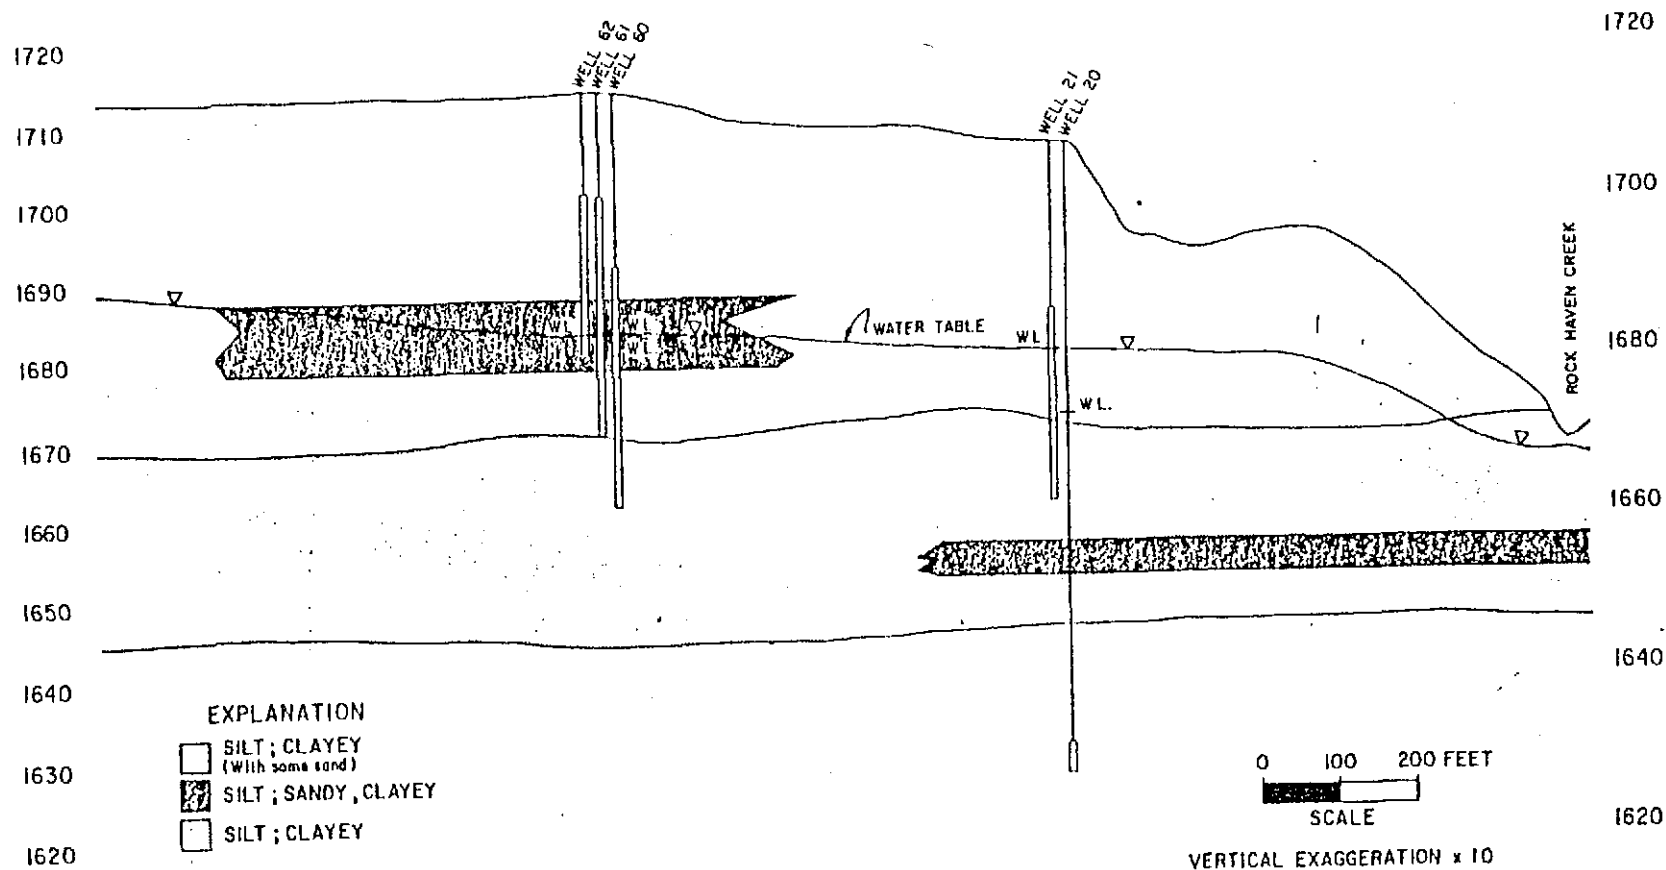 1720
1710
1700
1690
1680
1670
1660
1650
1640
1630
1620
WELL 62
WELL 61
WELL 60
WELL 21
WELL 20
1720
1700
1680
1660
1640
1620
ROCK HAVEN CREEK
WL
WL
WL
WATER TABLE
WL
WL.
EXPLANATION
SILT; CLAYEY
(With some sand)
SILT; SANDY, CLAYEY
SILT; CLAYEY
0 100 200 FEET
SCALE
VERTICAL EXAGGERATION x 10